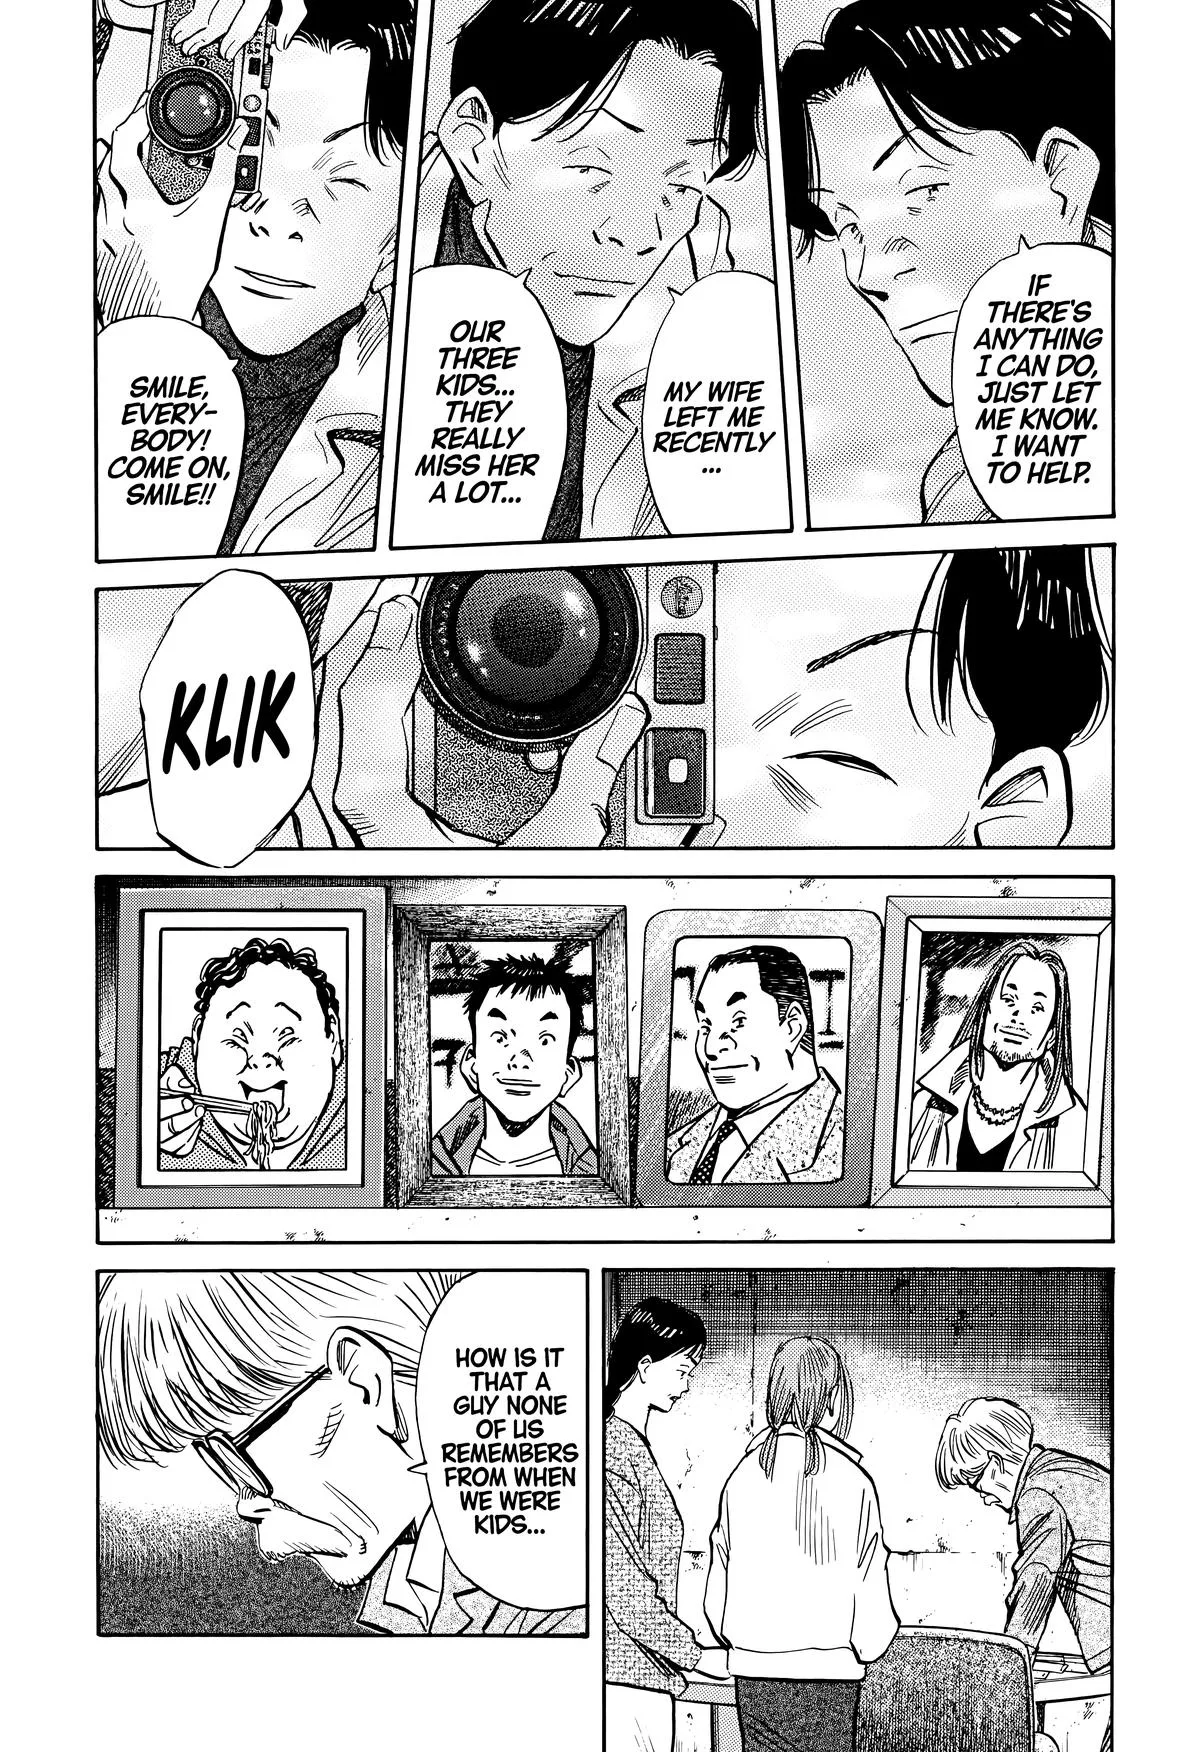 IF
THERE'S
ANYTHING
I CAN DO,
JUST LET
ME KNOW.
I WANT
TO HELP.
MY WIFE
LEFT ME
RECENTLY
...
OUR
THREE
KIDS...
THEY
REALLY
MISS HER
A LOT...
SMILE,
EVERY-
BODY!
COME ON,
SMILE!!
KLIK
HOW IS IT
THAT A
GUY NONE
OF US
REMEMBERS
FROM WHEN
WE WERE
KIDS...